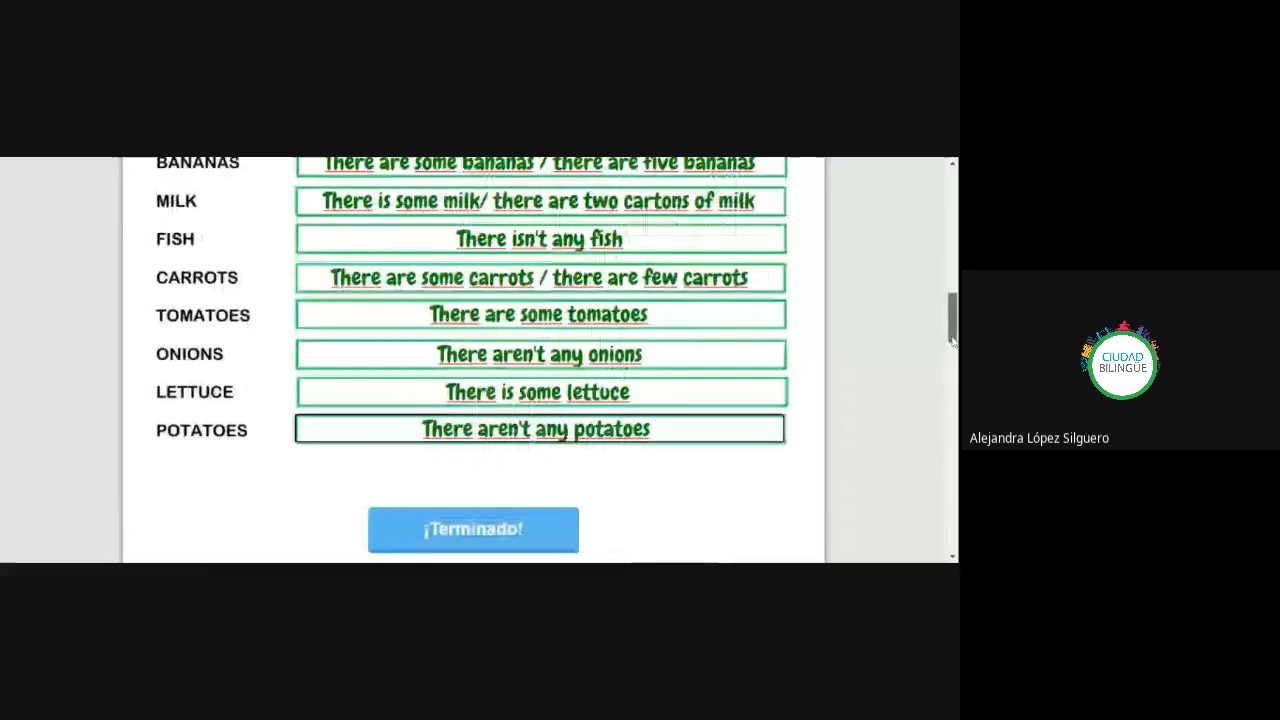 BANANAS There are some bananas / there are five bananas
MILK There is some milk/ there are two cartons of milk
FISH There isn't any fish
CARROTS There are some carrots / there are few carrots
TOMATOES There are some tomatoes
ONIONS There aren't any onions
LETTUCE There is some lettuce
POTATOES There aren't any potatoes
¡Terminado!
CIUDAD
BILINGÜE
Alejandra López Silguero